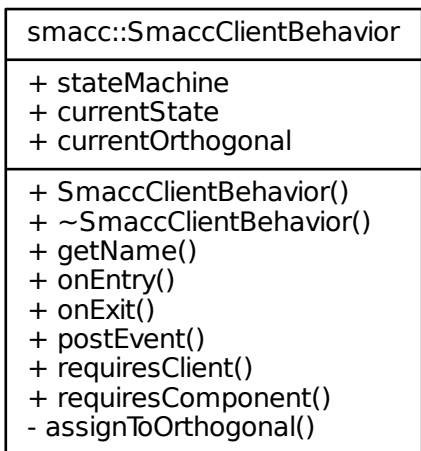 smacc::SmaccClientBehavior
+ stateMachine
+ currentState
+ currentOrthogonal
+ SmaccClientBehavior()
+ ~SmaccClientBehavior()
+ getName()
+ onEntry()
+ onExit()
+ postEvent()
+ requiresClient()
+ requiresComponent()
- assignToOrthogonal()